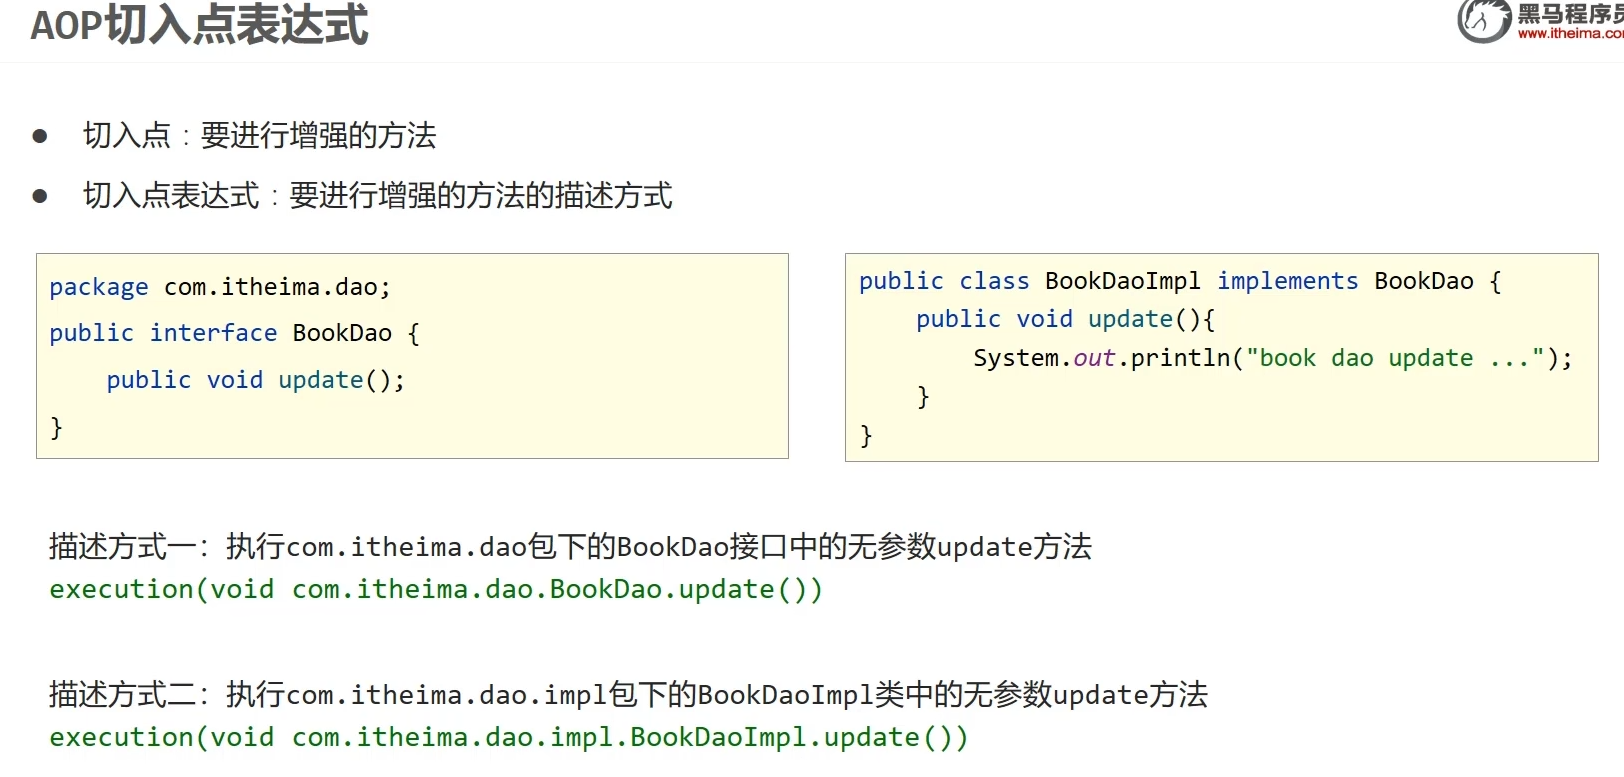 AOP切入点表达式
黑马程序员
www.itheima.com
● 切入点：要进行增强的方法
● 切入点表达式：要进行增强的方法的描述方式
package com.itheima.dao;
public interface BookDao {
    public void update();
}
public class BookDaoImpl implements BookDao {
    public void update(){
        System.out.println("book dao update ...");
    }
}
描述方式一：执行com.itheima.dao包下的BookDao接口中的无参数update方法
execution(void com.itheima.dao.BookDao.update())
描述方式二：执行com.itheima.dao.impl包下的BookDaoImpl类中的无参数update方法
execution(void com.itheima.dao.impl.BookDaoImpl.update())